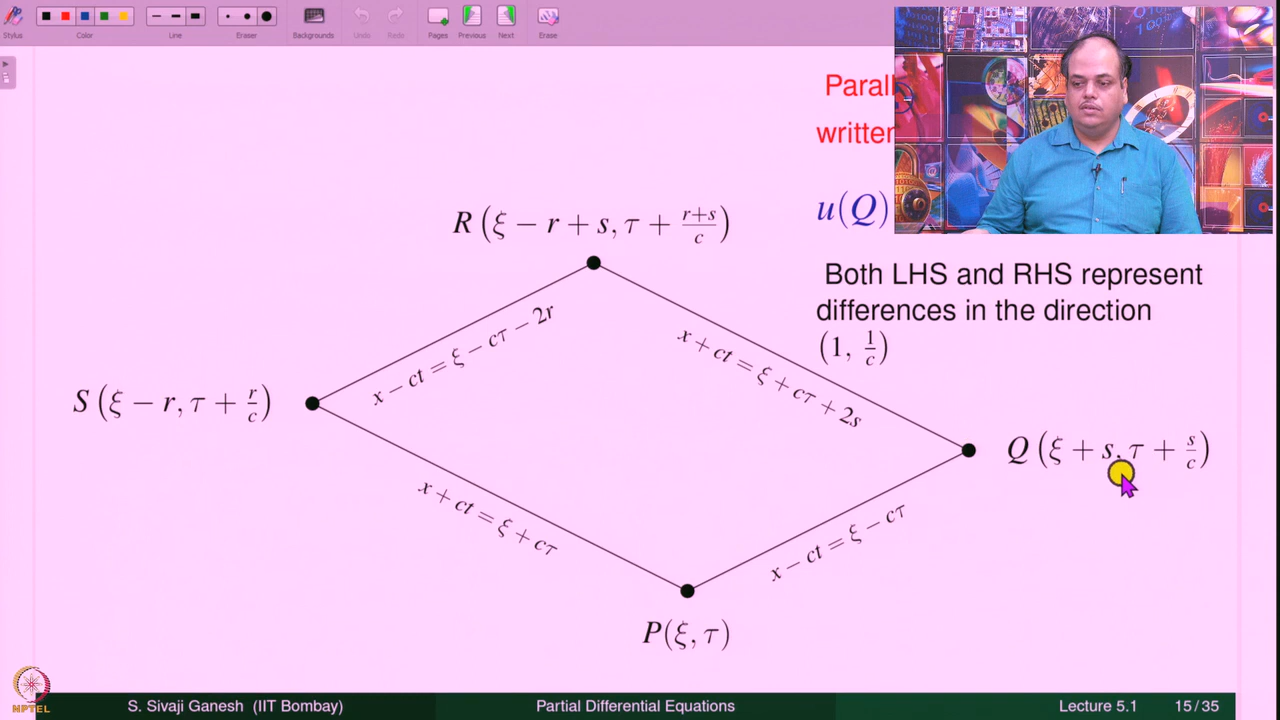 Stylus
Color
Line
Eraser
Backgrounds
Undo
Redo
Pages
Previous
Next
Erase
written
u(Q)
R (ξ − r + s, τ + (r+s)/c)
Both LHS and RHS represent
differences in the direction
(1, 1/c)
x − ct = ξ − cτ − 2r
x + ct = ξ + cτ + 2s
S (ξ − r, τ + r/c)
Q (ξ + s, τ + s/c)
x + ct = ξ + cτ
x − ct = ξ − cτ
P(ξ, τ)
NPTEL
S. Sivaji Ganesh (IIT Bombay)
Partial Differential Equations
Lecture 5.1
15/35